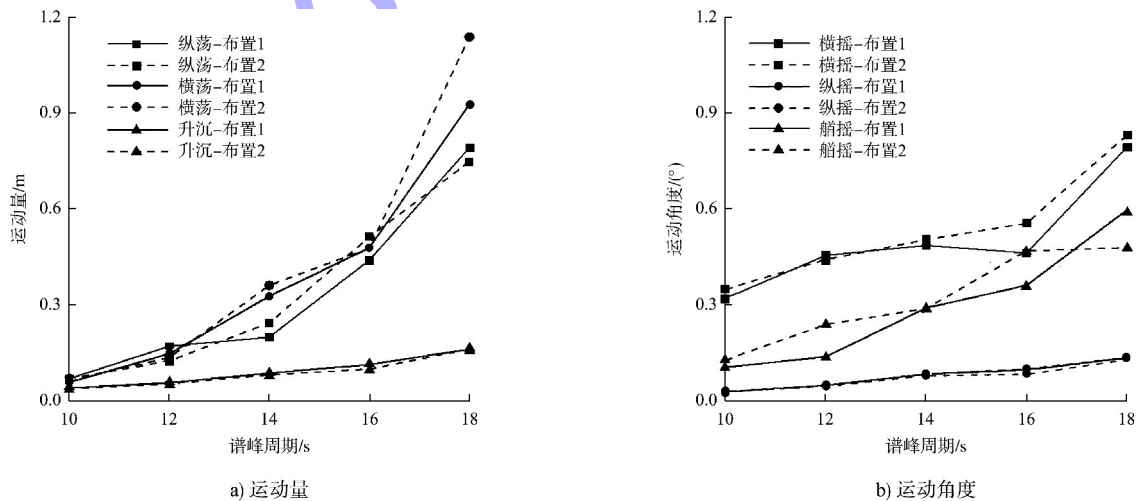 1.2
0.9
0.6
0.3
0.0
运动量/m
纵荡-布置1
纵荡-布置2
横荡-布置1
横荡-布置2
升沉-布置1
升沉-布置2
10 12 14 16 18
谱峰周期/s
a) 运动量
1.2
0.9
0.6
0.3
0.0
运动角度/(°)
横摇-布置1
横摇-布置2
纵摇-布置1
纵摇-布置2
艏摇-布置1
艏摇-布置2
10 12 14 16 18
谱峰周期/s
b) 运动角度